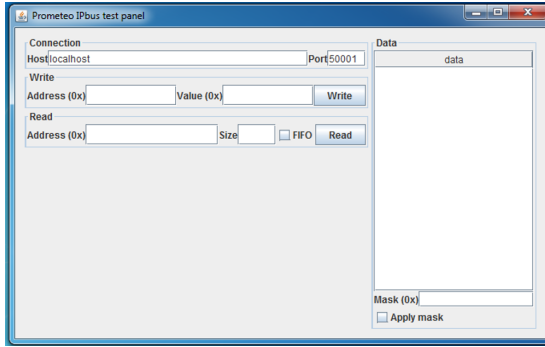 Prometeo IPbus test panel
Connection
Host localhost Port 50001
Write
Address (0x) Value (0x) Write
Read
Address (0x) Size FIFO Read
Data
data
Mask (0x)
Apply mask